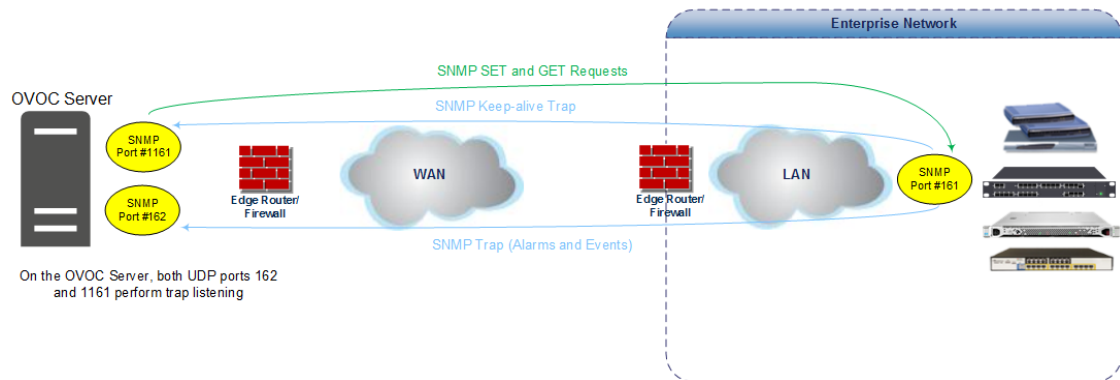 Enterprise Network
SNMP SET and GET Requests
OVOC Server
SNMP Keep-alive Trap
SNMP
Port #1161
WAN
LAN
SNMP
Port #161
SNMP
Port #162
Edge Router/
Firewall
Edge Router/
Firewall
SNMP Trap (Alarms and Events)
On the OVOC Server, both UDP ports 162
and 1161 perform trap listening